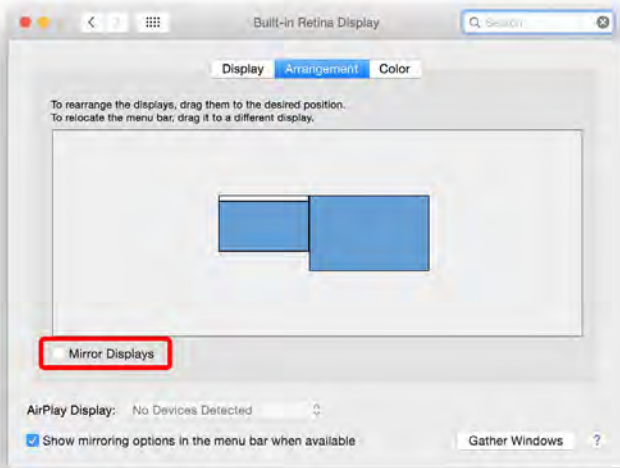 Built-in Retina Display
Search
Display Arrangement Color
To rearrange the displays, drag them to the desired position.
To relocate the menu bar, drag it to a different display.
Mirror Displays
AirPlay Display: No Devices Detected
Show mirroring options in the menu bar when available
Gather Windows ?